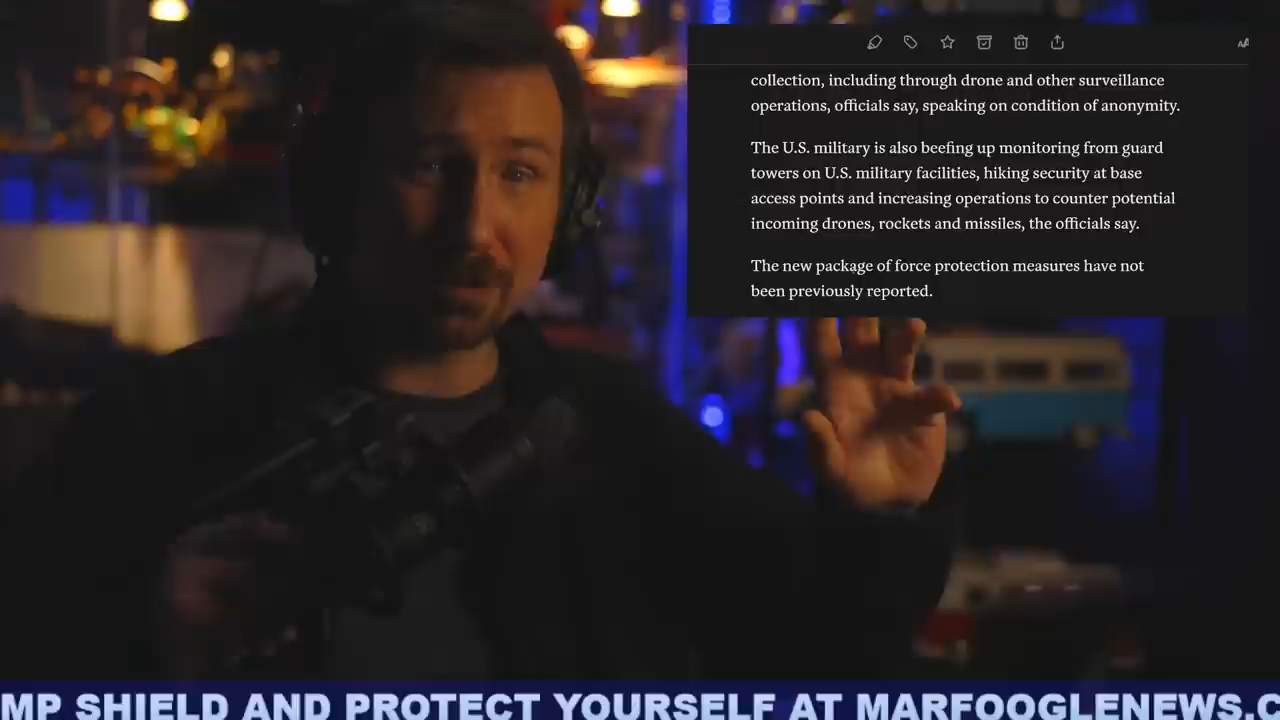 collection, including through drone and other surveillance
operations, officials say, speaking on condition of anonymity.
The U.S. military is also beefing up monitoring from guard
towers on U.S. military facilities, hiking security at base
access points and increasing operations to counter potential
incoming drones, rockets and missiles, the officials say.
The new package of force protection measures have not
been previously reported.
MP SHIELD AND PROTECT YOURSELF AT MARFOOGLENEWS.C